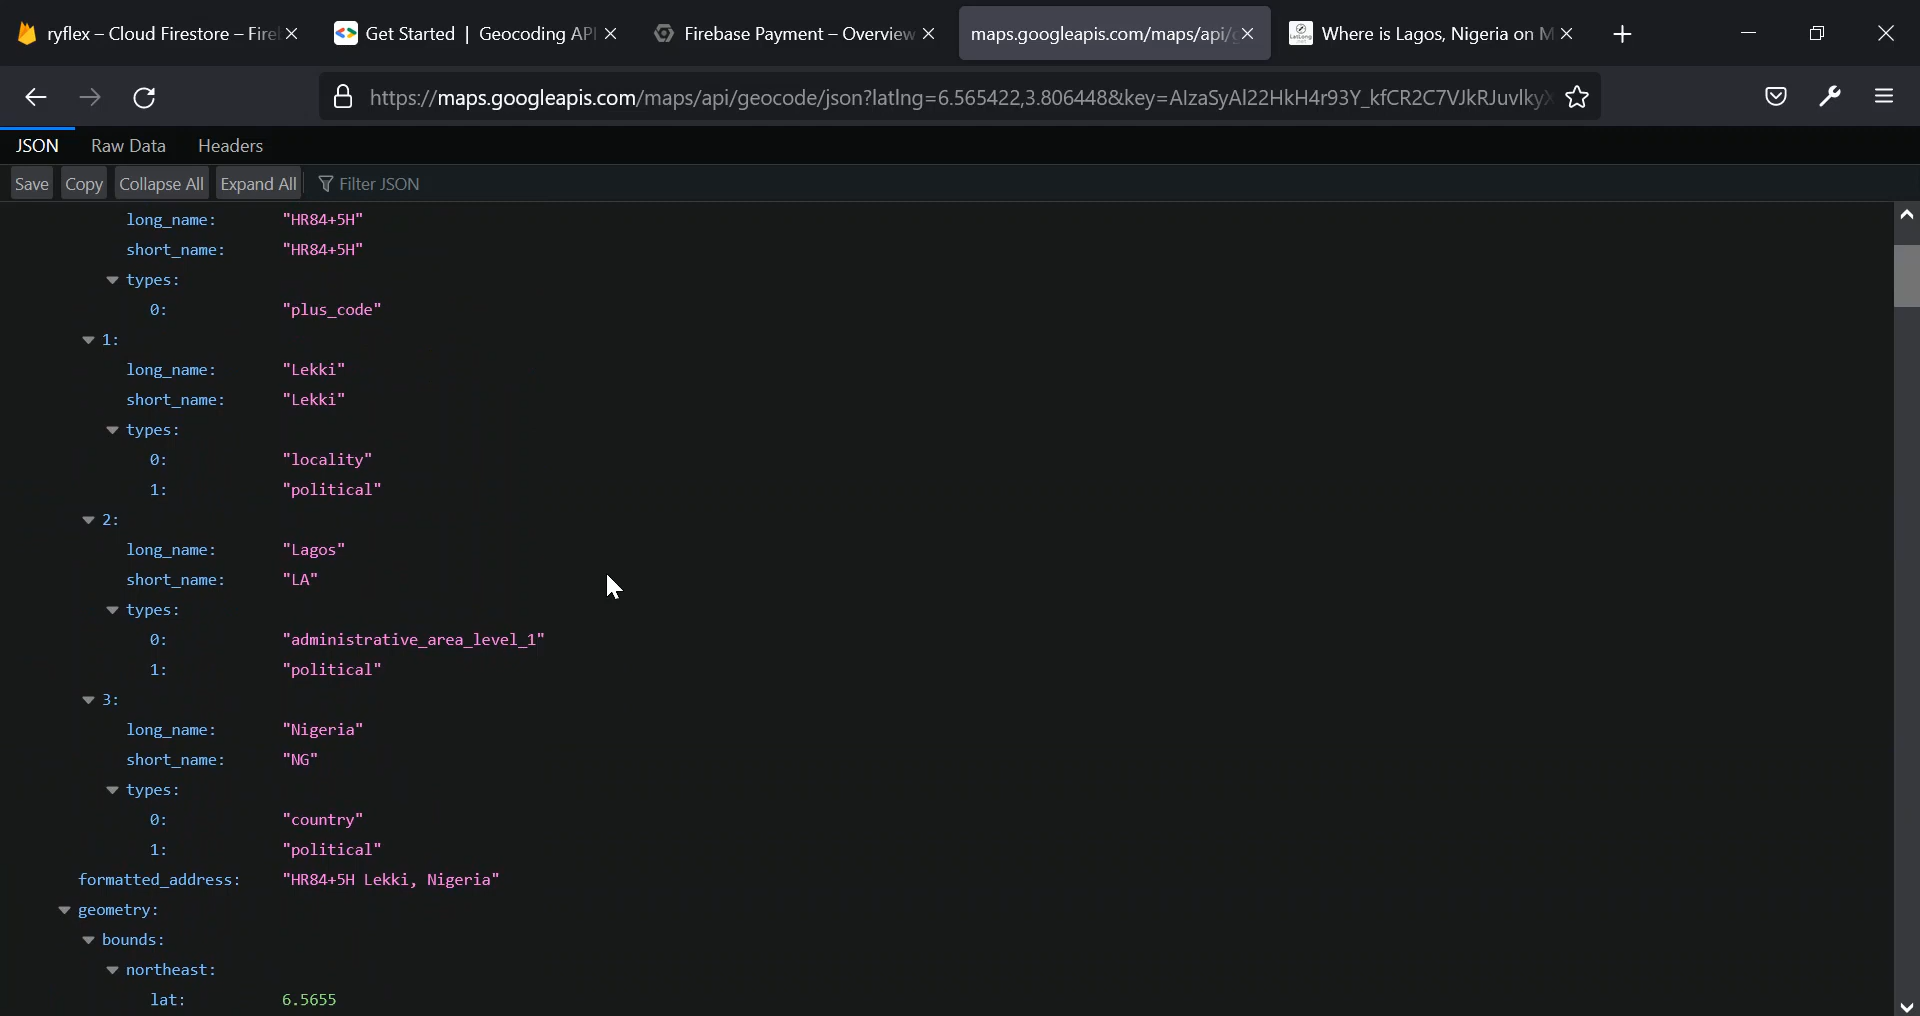 ryflex – Cloud Firestore – Fire
Get Started | Geocoding API
Firebase Payment – Overview
maps.googleapis.com/maps/api/g
Where is Lagos, Nigeria on M
https://maps.googleapis.com/maps/api/geocode/json?latlng=6.565422,3.806448&key=
JSON Raw Data Headers
Save Copy Collapse All Expand All Filter JSON
long_name: "HR84+5H"
short_name: "HR84+5H"
types:
0: "plus_code"
1:
long_name: "Lekki"
short_name: "Lekki"
types:
0: "locality"
1: "political"
2:
long_name: "Lagos"
short_name: "LA"
types:
0: "administrative_area_level_1"
1: "political"
3:
long_name: "Nigeria"
short_name: "NG"
types:
0: "country"
1: "political"
formatted_address: "HR84+5H Lekki, Nigeria"
geometry:
bounds:
northeast:
lat: 6.5655